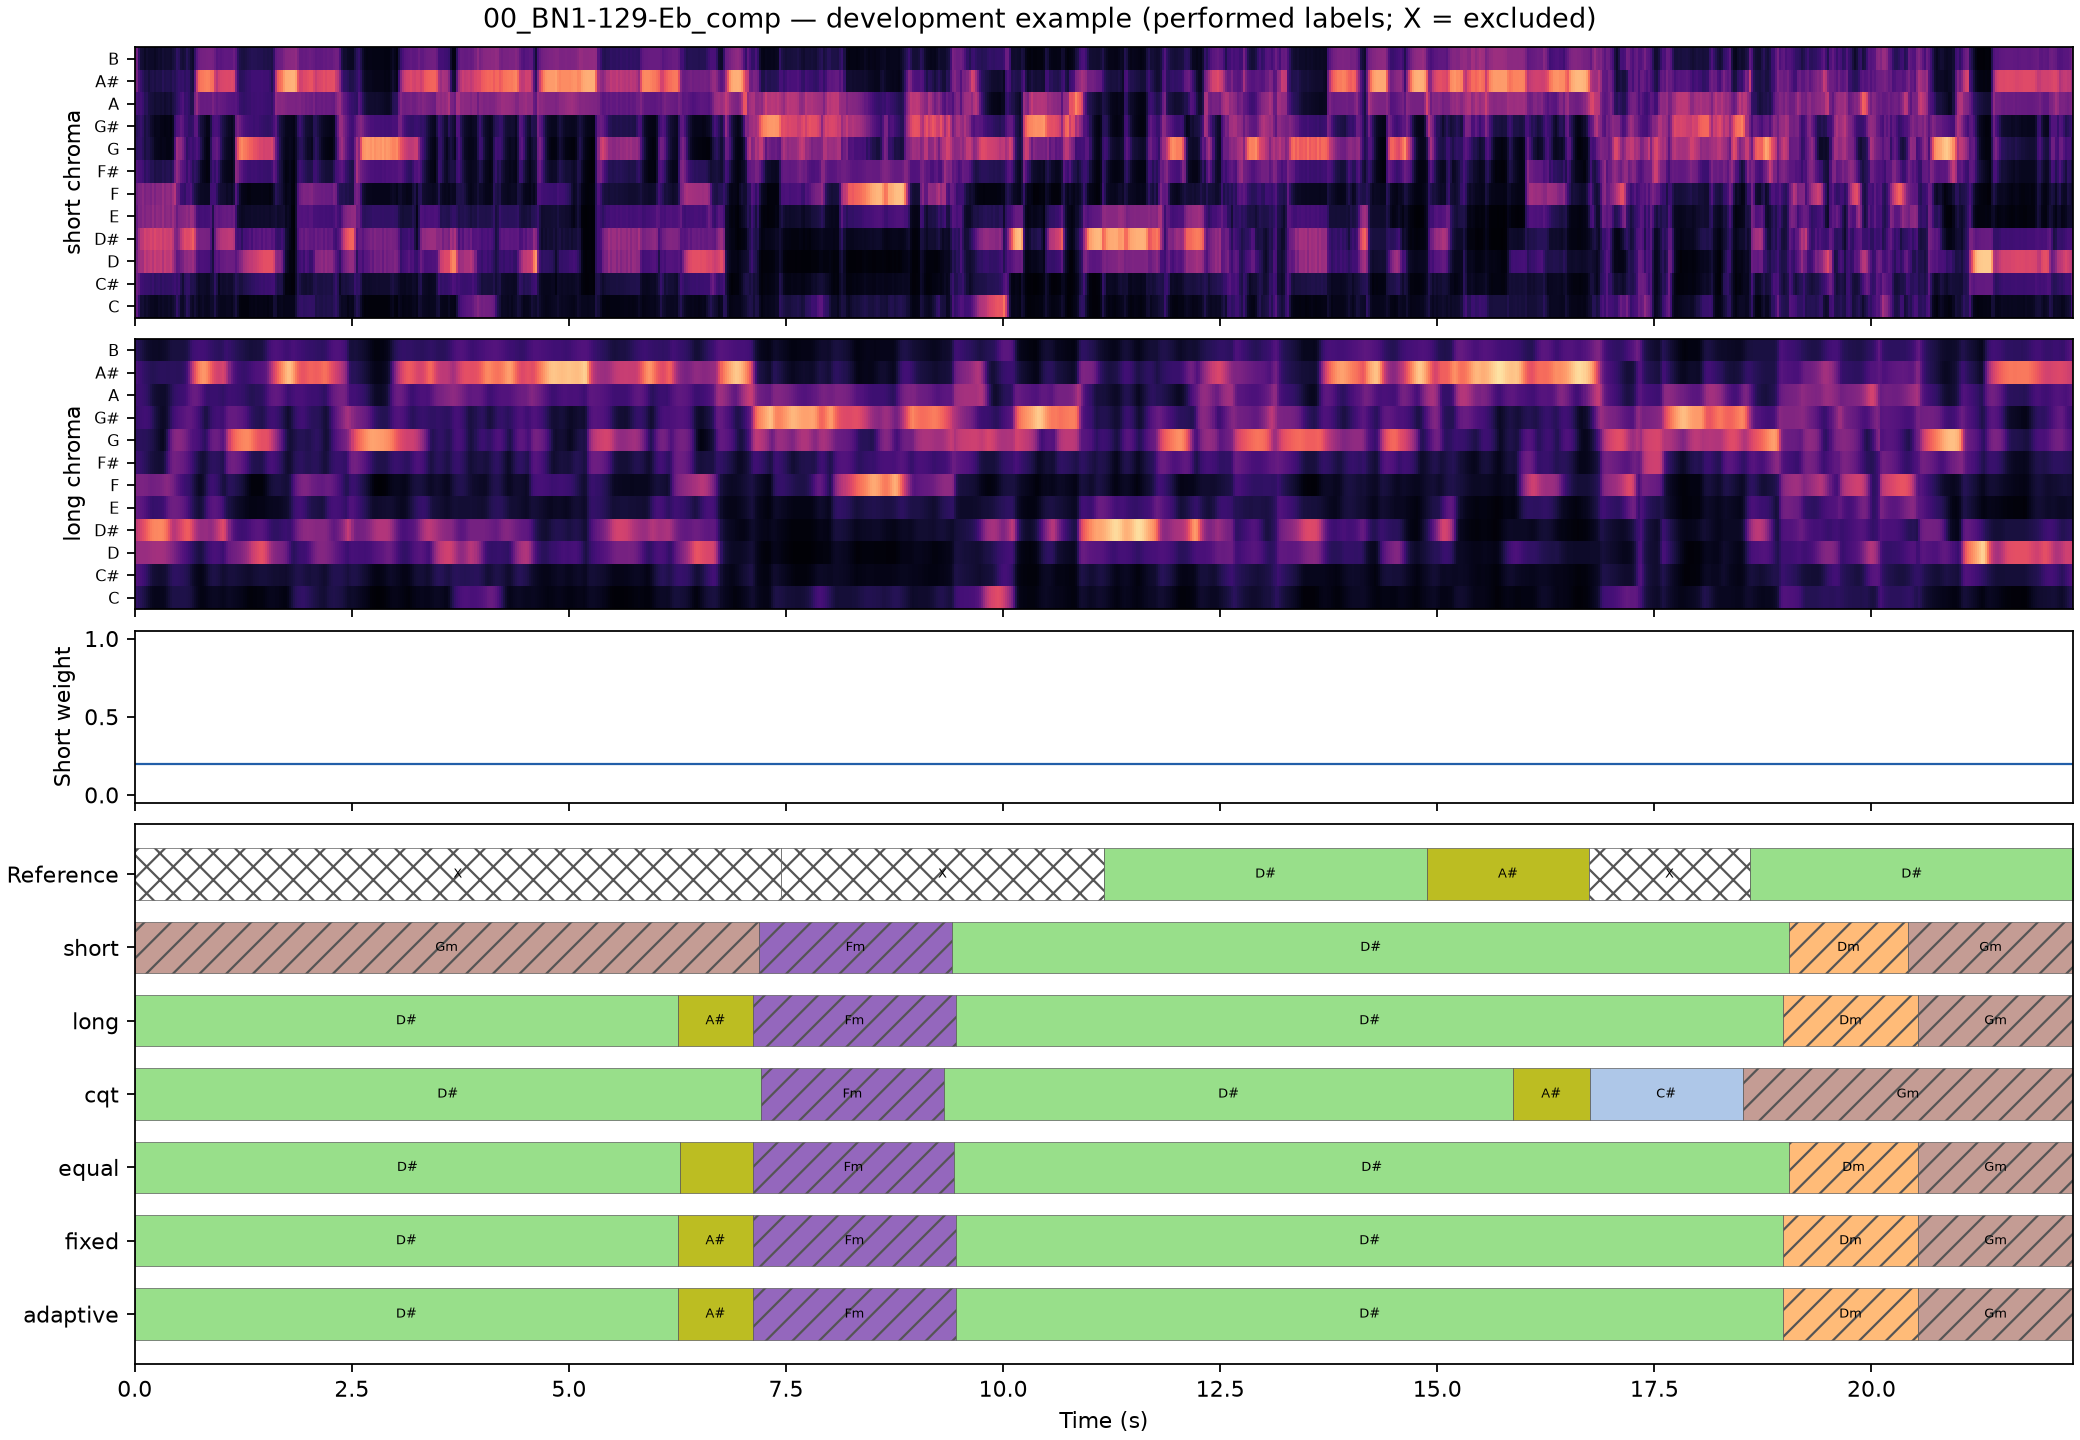 00_BN1-129-Eb_comp — development example (performed labels; X = excluded)
short chroma
B
A#
A
G#
G
F#
F
E
D#
D
C#
C
long chroma
B
A#
A
G#
G
F#
F
E
D#
D
C#
C
Short weight
1.0
0.5
0.0
Reference X X D# A# X D#
short Gm Fm D# Dm Gm
long D# A# Fm D# Dm Gm
cqt D# Fm D# A# C# Gm
equal D# Fm D# Dm Gm
fixed D# A# Fm D# Dm Gm
adaptive D# A# Fm D# Dm Gm
0.0 2.5 5.0 7.5 10.0 12.5 15.0 17.5 20.0
Time (s)